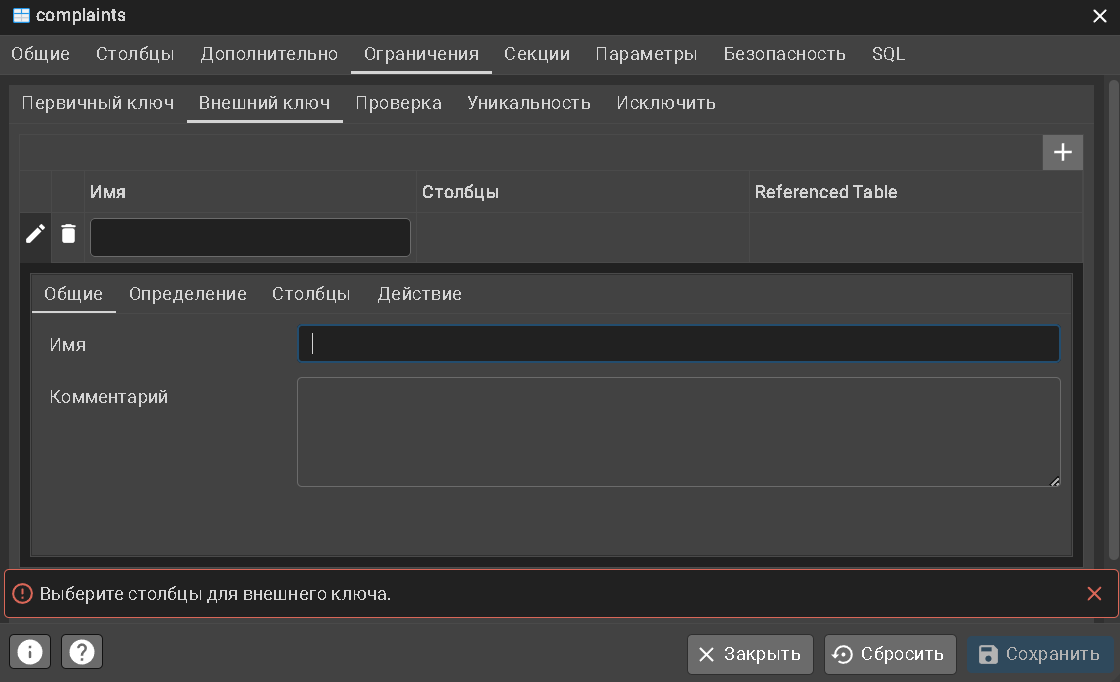 complaints
Общие Столбцы Дополнительно Ограничения Секции Параметры Безопасность SQL
Первичный ключ Внешний ключ Проверка Уникальность Исключить
Имя Столбцы Referenced Table
Общие Определение Столбцы Действие
Имя
Комментарий
Выберите столбцы для внешнего ключа.
Закрыть Сбросить Сохранить